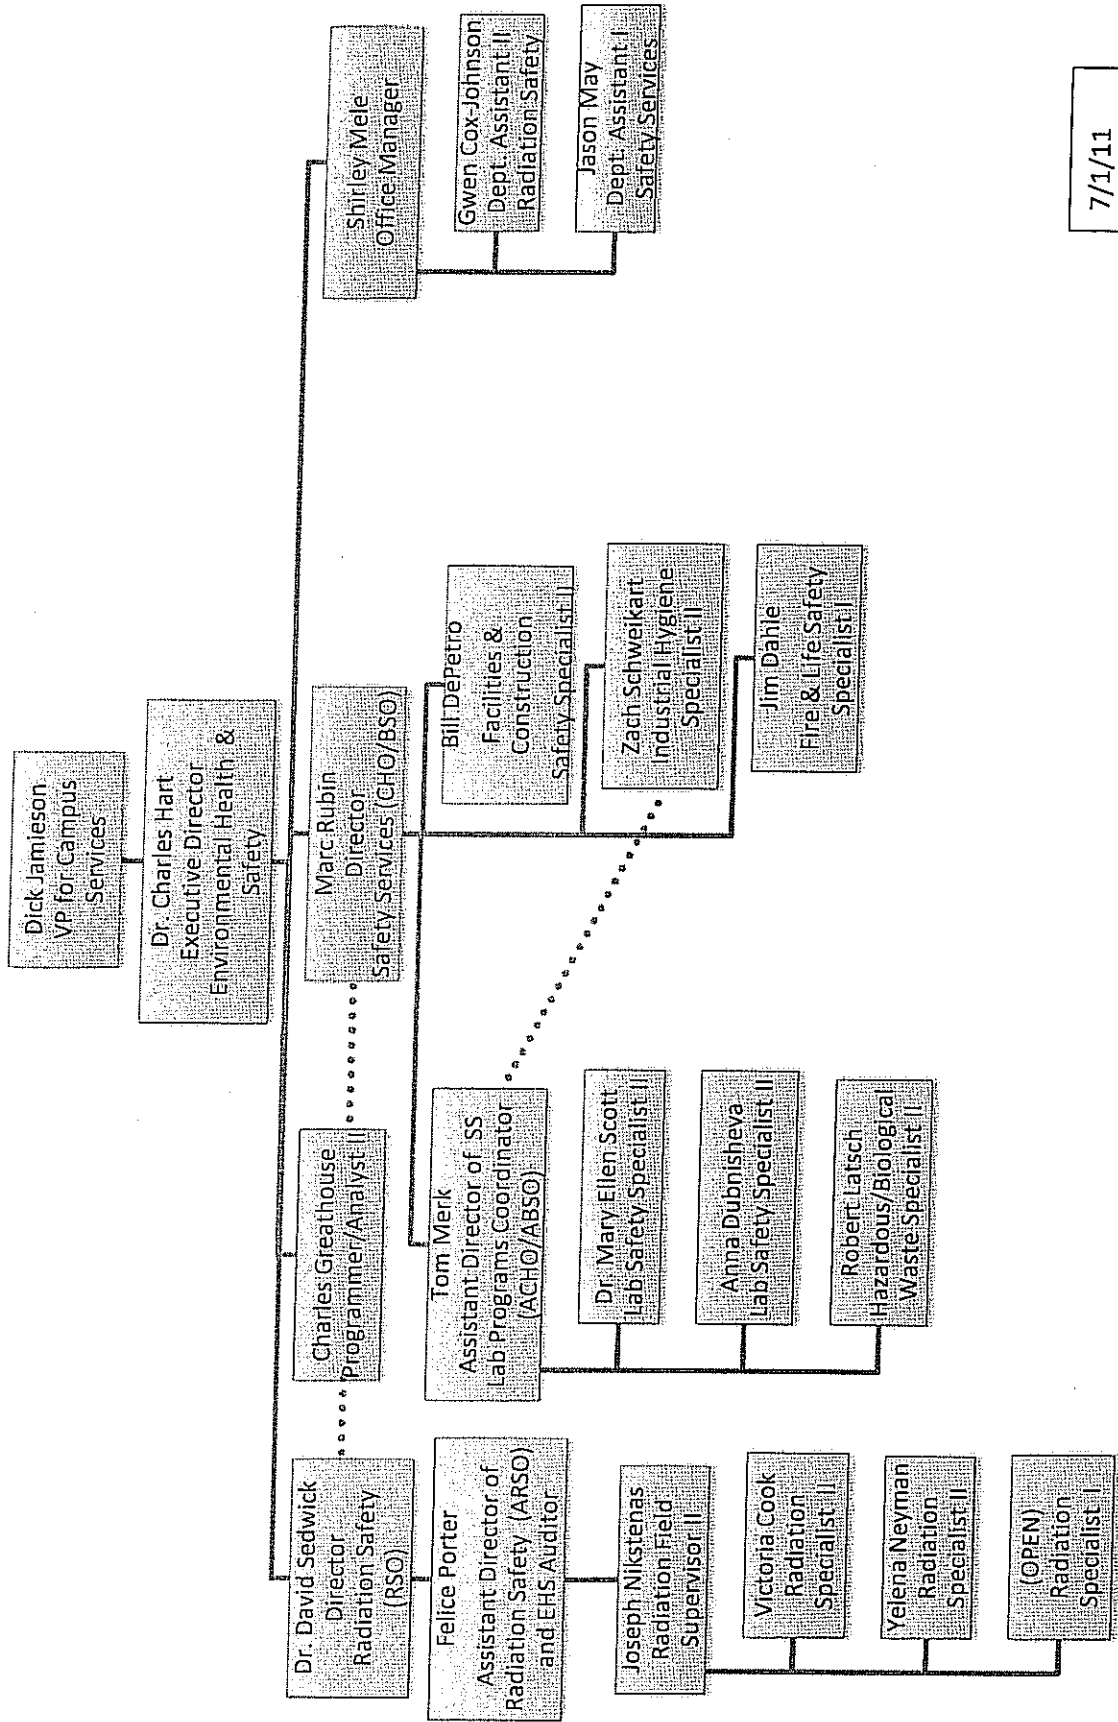 Dick Jamieson
VP for Campus
Services
Dr. Charles Hart
Executive Director
Environmental Health &
Safety
Dr. David Sedwick
Director
Radiation Safety
(RSO)
Charles Greathouse
Programmer/Analyst II
Marc Rubin
Director
Safety Services (CHO/BSO)
Shirley Mele
Office Manager
Felice Porter
Assistant Director of
Radiation Safety (ARSO)
and EHS Auditor
Joseph Nikstenas
Radiation Field
Supervisor II
Victoria Cook
Radiation
Specialist II
Yelena Neyman
Radiation
Specialist II
(OPEN)
Radiation
Specialist I
Tom Merk
Assistant Director of SS
Lab Programs Coordinator
(ACHO/ABSO)
Dr. Mary Ellen Scott
Lab Safety Specialist II
Anna Dubnisheva
Lab Safety Specialist II
Robert Latsch
Hazardous/Biological
Waste Specialist II
Bill DePetro
Facilities &
Construction
Safety Specialist II
Zach Schweikart
Industrial Hygiene
Specialist II
Jim Dahle
Fire & Life Safety
Specialist I
Gwen Cox-Johnson
Dept. Assistant II
Radiation Safety
Jason May
Dept. Assistant I
Safety Services
7/1/11